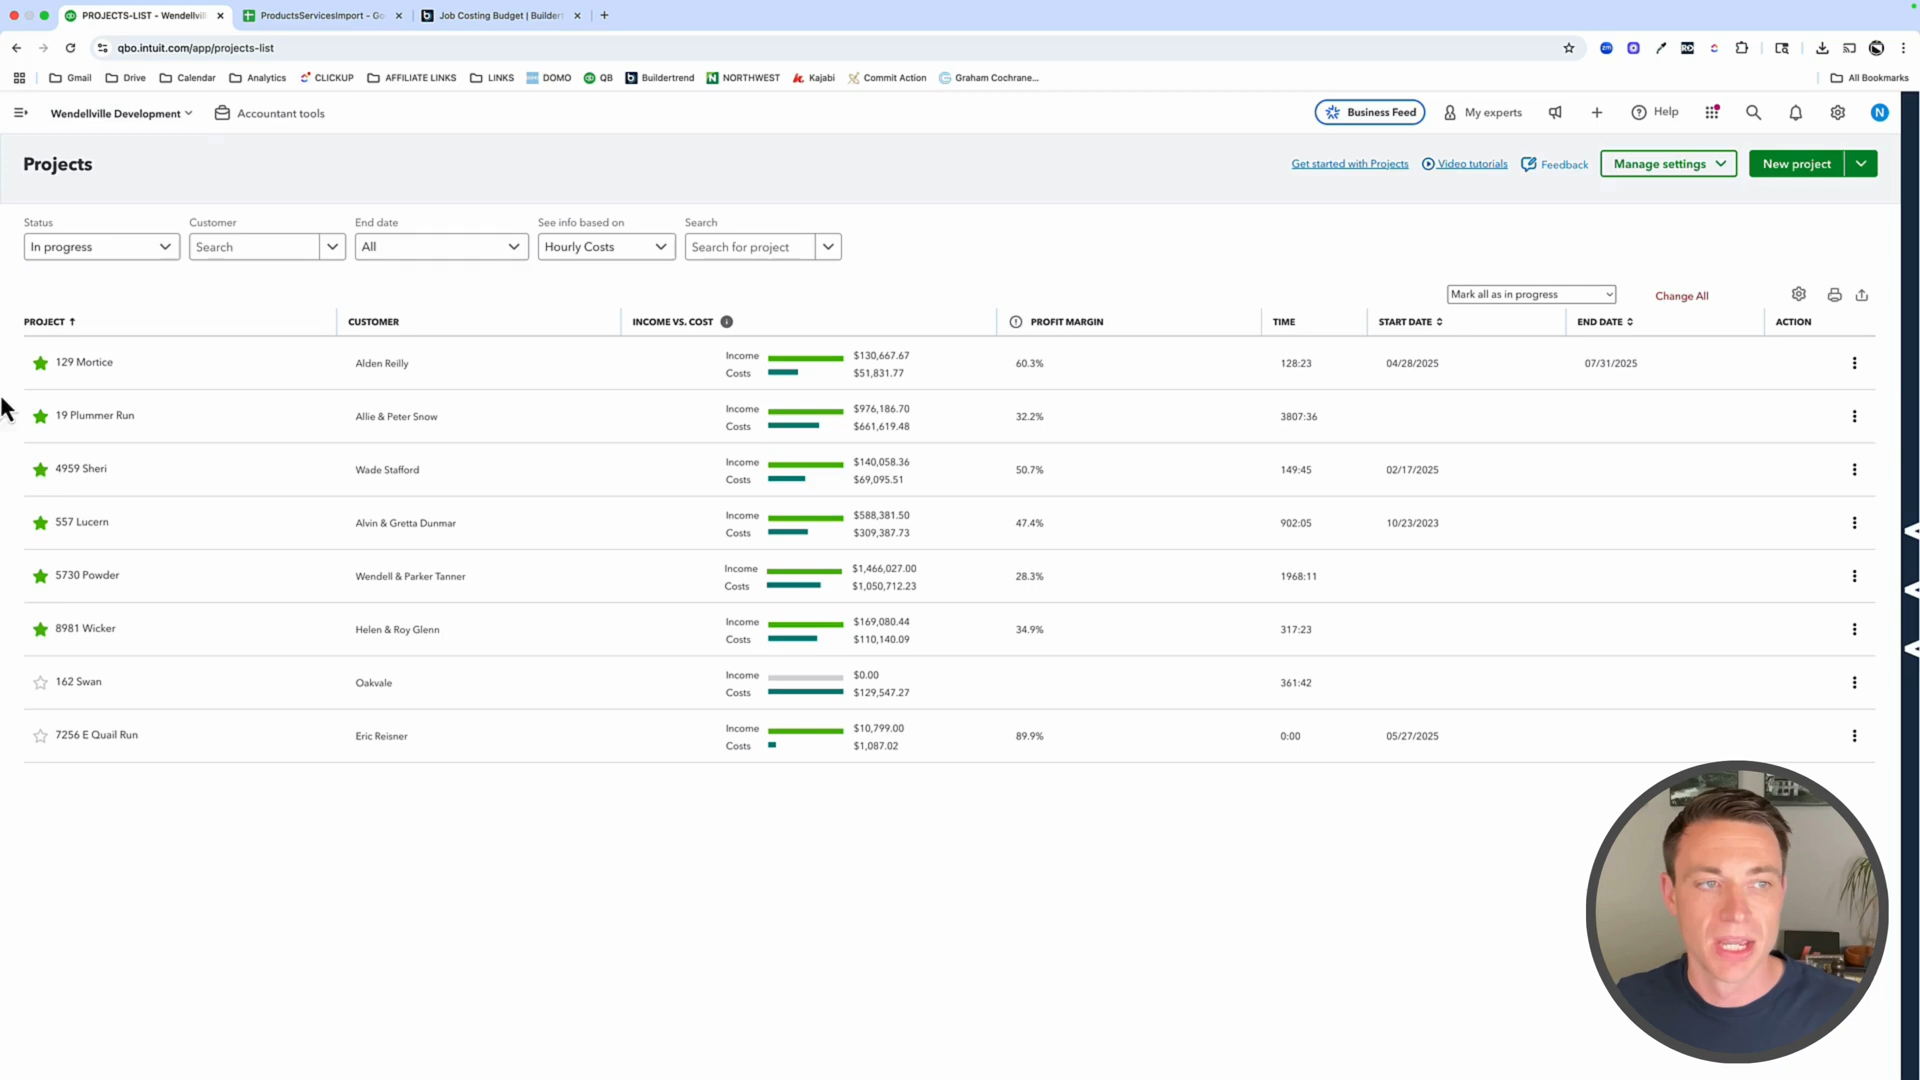 PROJECTS-LIST - Wendellvill
ProductsServicesImport - Go
Job Costing Budget | Buildert
qbo.intuit.com/app/projects-list
Gmail
Drive
Calendar
Analytics
CLICKUP
AFFILIATE LINKS
LINKS
DOMO
QB
Buildertrend
NORTHWEST
Kajabi
Commit Action
Graham Cochrane...
All Bookmarks
Wendellville Development
Accountant tools
Business Feed
My experts
Help
N
Projects
Get started with Projects
Video tutorials
Feedback
Manage settings
New project
Status Customer End date See info based on Search
In progress Search All Hourly Costs Search for project
Mark all as in progress Change All
PROJECT CUSTOMER INCOME VS. COST PROFIT MARGIN TIME START DATE END DATE ACTION
129 Mortice Alden Reilly Income $130,667.67 60.3% 128:23 04/28/2025 07/31/2025
Costs $51,831.77
19 Plummer Run Allie & Peter Snow Income $976,186.70 32.2% 3807:36
Costs $661,619.48
4959 Sheri Wade Stafford Income $140,058.36 50.7% 149:45 02/17/2025
Costs $69,095.51
557 Lucern Alvin & Gretta Dunmar Income $588,381.50 47.4% 902:05 10/23/2023
Costs $309,387.73
5730 Powder Wendell & Parker Tanner Income $1,466,027.00 28.3% 1968:11
Costs $1,050,712.23
8981 Wicker Helen & Roy Glenn Income $169,080.44 34.9% 317:23
Costs $110,140.09
162 Swan Oakvale Income $0.00 361:42
Costs $129,547.27
7256 E Quail Run Eric Reisner Income $10,799.00 89.9% 0:00 05/27/2025
Costs $1,087.02